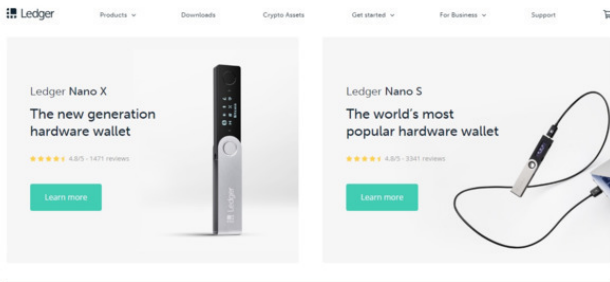 Ledger
Products
Downloads
Crypto Assets
Get started
For Business
Support
Ledger Nano X
The new generation
hardware wallet
4.8/5 - 1471 reviews
Learn more
Ledger
Ledger Nano S
The world's most
popular hardware wallet
4.8/5 - 3341 reviews
Learn more